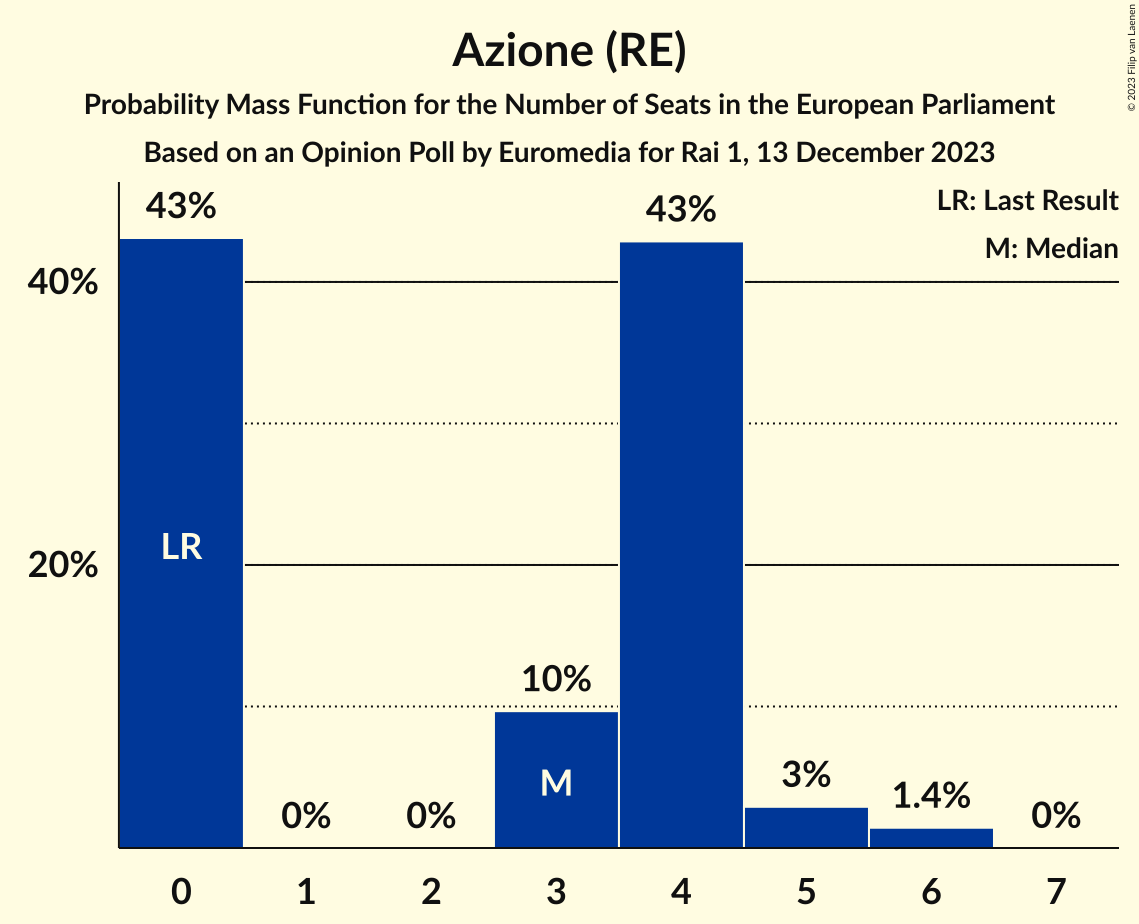 Azione (RE)
Probability Mass Function for the Number of Seats in the European Parliament
Based on an Opinion Poll by Euromedia for Rai 1, 13 December 2023
© 2023 Filip van Laenen
LR: Last Result
M: Median
43%
43%
40%
LR
20%
10%
M
3%
1.4%
0%
0%
0%
0
1
2
3
4
5
6
7